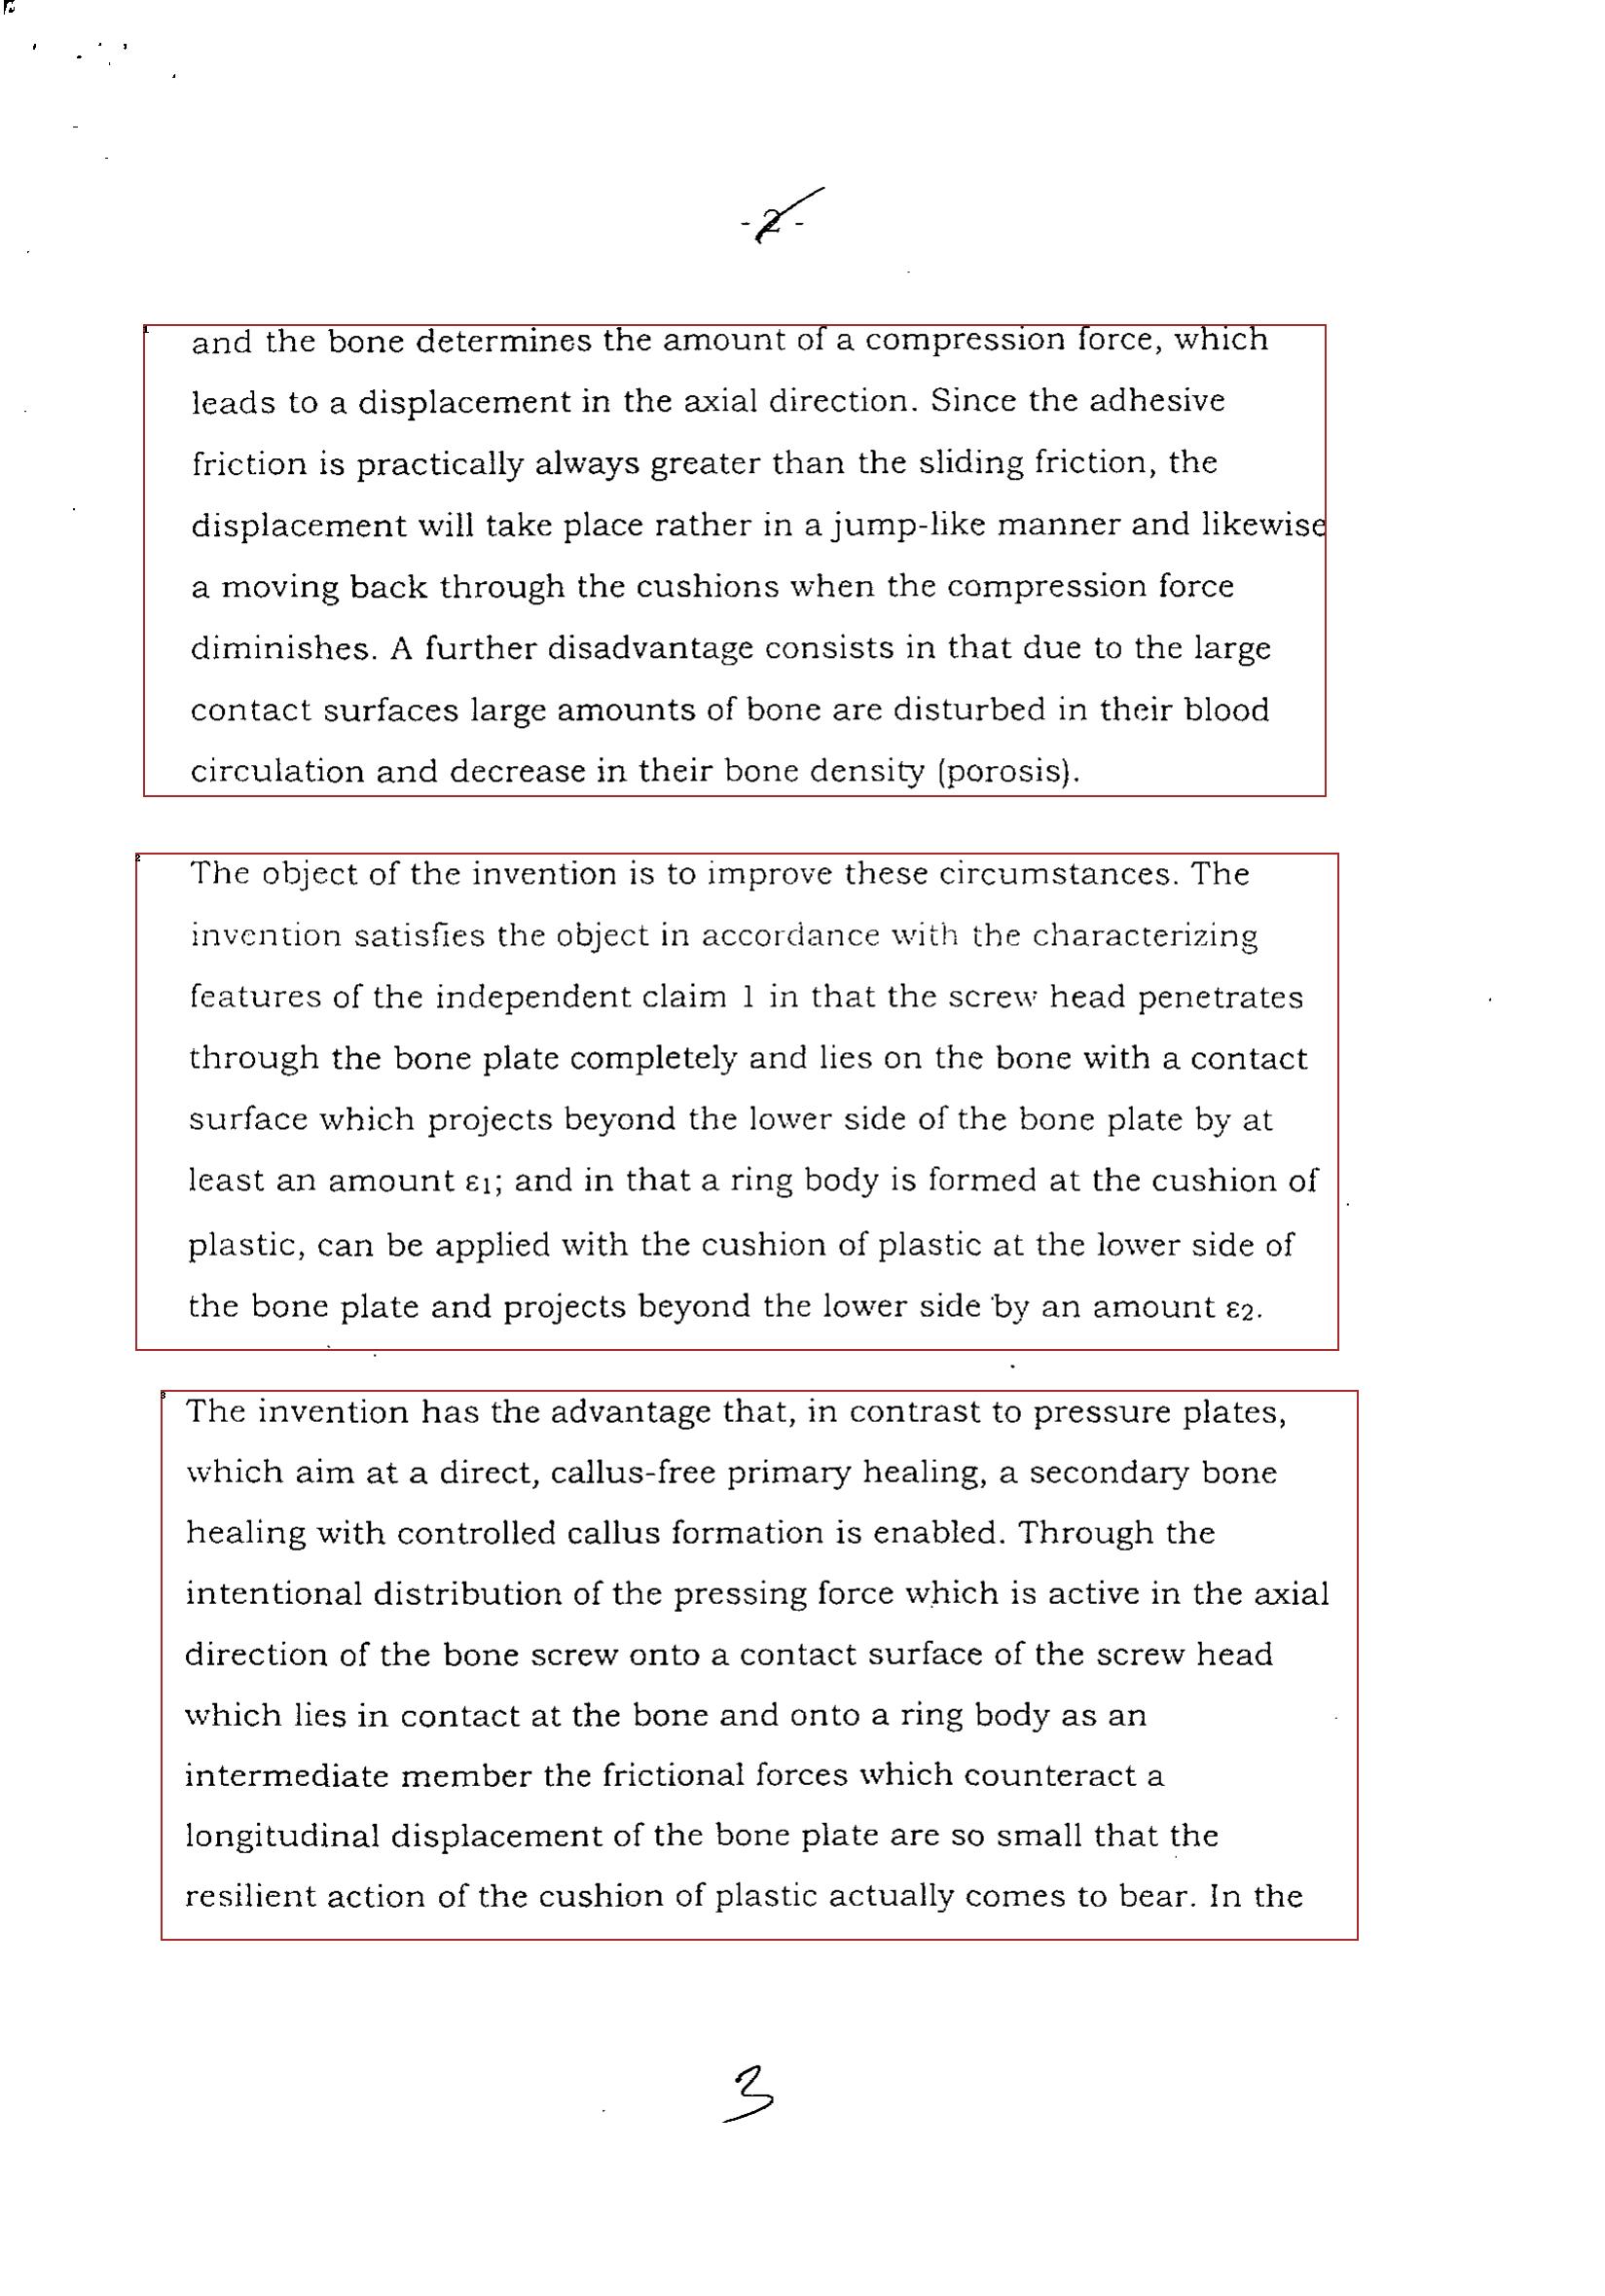 - 2 -
and the bone determines the amount of a compression force, which
leads to a displacement in the axial direction. Since the adhesive
friction is practically always greater than the sliding friction, the
displacement will take place rather in a jump-like manner and likewise
a moving back through the cushions when the compression force
diminishes. A further disadvantage consists in that due to the large
contact surfaces large amounts of bone are disturbed in their blood
circulation and decrease in their bone density (porosis).
The object of the invention is to improve these circumstances. The
invention satisfies the object in accordance with the characterizing
features of the independent claim 1 in that the screw head penetrates
through the bone plate completely and lies on the bone with a contact
surface which projects beyond the lower side of the bone plate by at
least an amount ε1; and in that a ring body is formed at the cushion of
plastic, can be applied with the cushion of plastic at the lower side of
the bone plate and projects beyond the lower side by an amount ε2.
The invention has the advantage that, in contrast to pressure plates,
which aim at a direct, callus-free primary healing, a secondary bone
healing with controlled callus formation is enabled. Through the
intentional distribution of the pressing force which is active in the axial
direction of the bone screw onto a contact surface of the screw head
which lies in contact at the bone and onto a ring body as an
intermediate member the frictional forces which counteract a
longitudinal displacement of the bone plate are so small that the
resilient action of the cushion of plastic actually comes to bear. In the
3